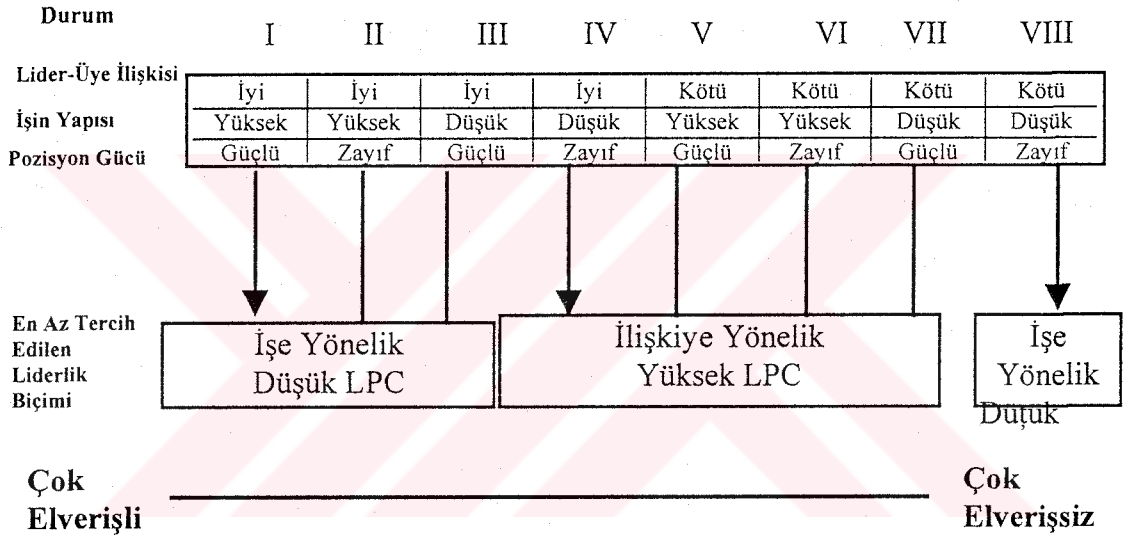 Durum
I II III IV V VI VII VIII
Lider-Üye İlişkisi İyi İyi İyi İyi Kötü Kötü Kötü Kötü
İşin Yapısı Yüksek Yüksek Düşük Düşük Yüksek Yüksek Düşük Düşük
Pozisyon Gücü Güçlü Zayıf Güçlü Zayıf Güçlü Zayıf Güçlü Zayıf
En Az Tercih
Edilen
Liderlik
Biçimi
İşe Yönelik
Düşük LPC
İlişkiye Yönelik
Yüksek LPC
İşe
Yönelik
Dutuk
Çok
Elverişli
Çok
Elverişsiz